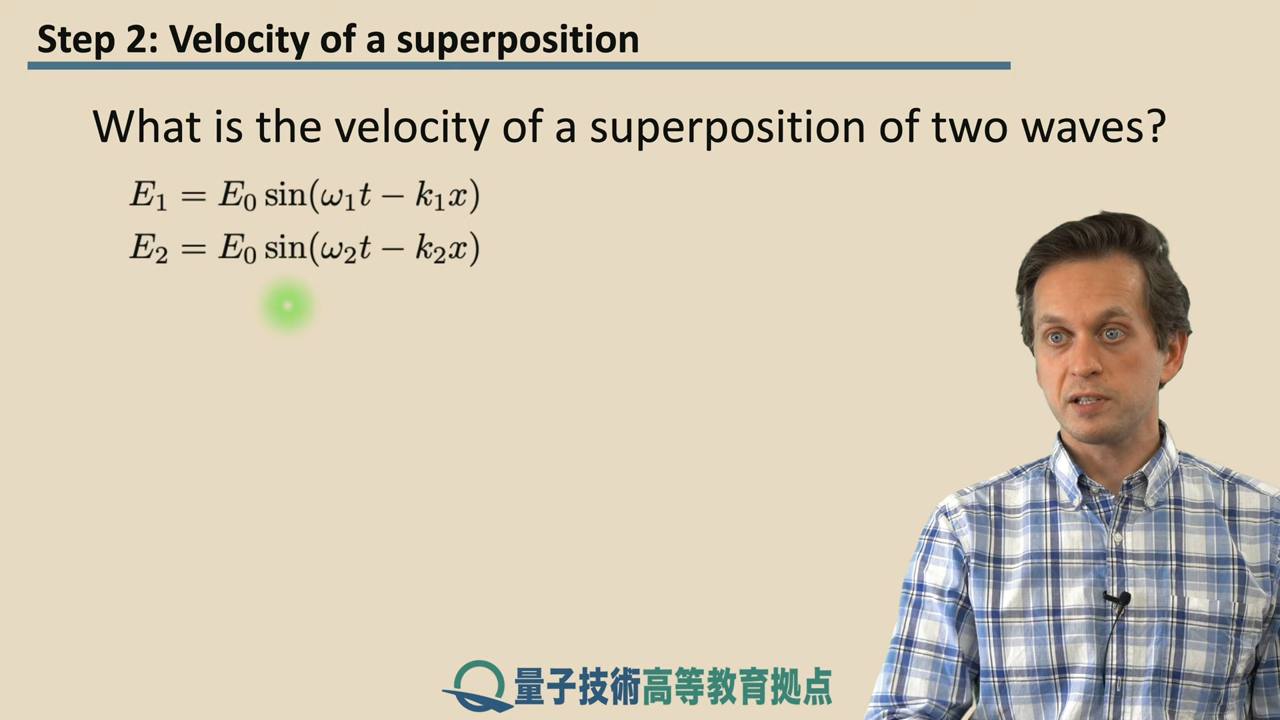 Step 2: Velocity of a superposition
What is the velocity of a superposition of two waves?
E₁ = E₀ sin(ω₁t − k₁x)
E₂ = E₀ sin(ω₂t − k₂x)
量子技術高等教育拠点